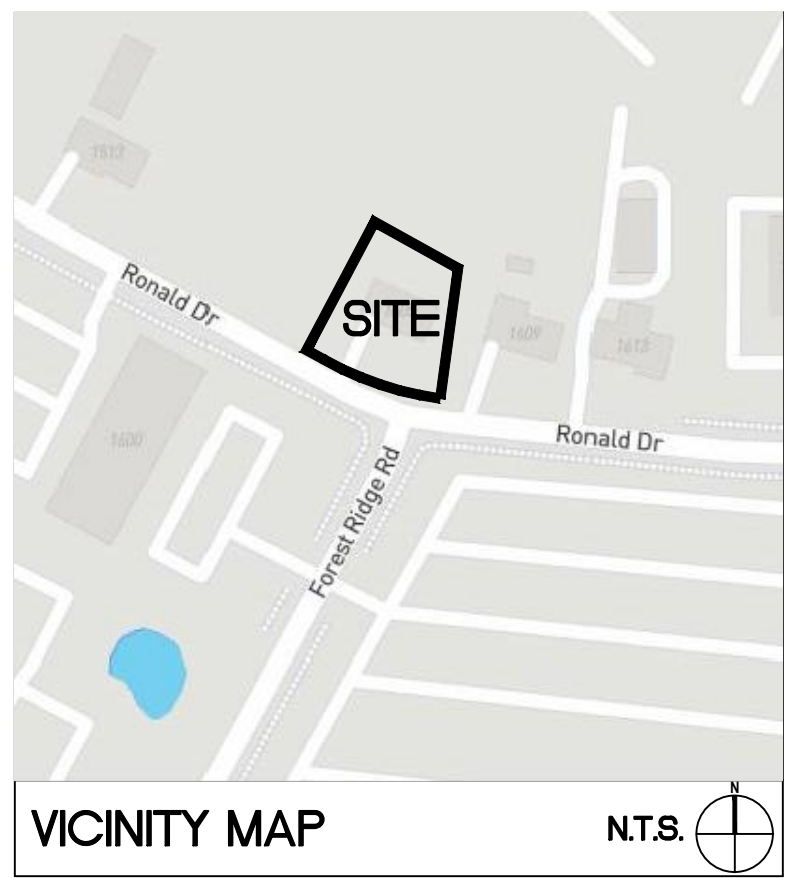 1613
Ronald Dr
SITE
1609
1613
1600
Ronald Dr
Forest Ridge Rd
N
VICINITY MAP
N.T.S.